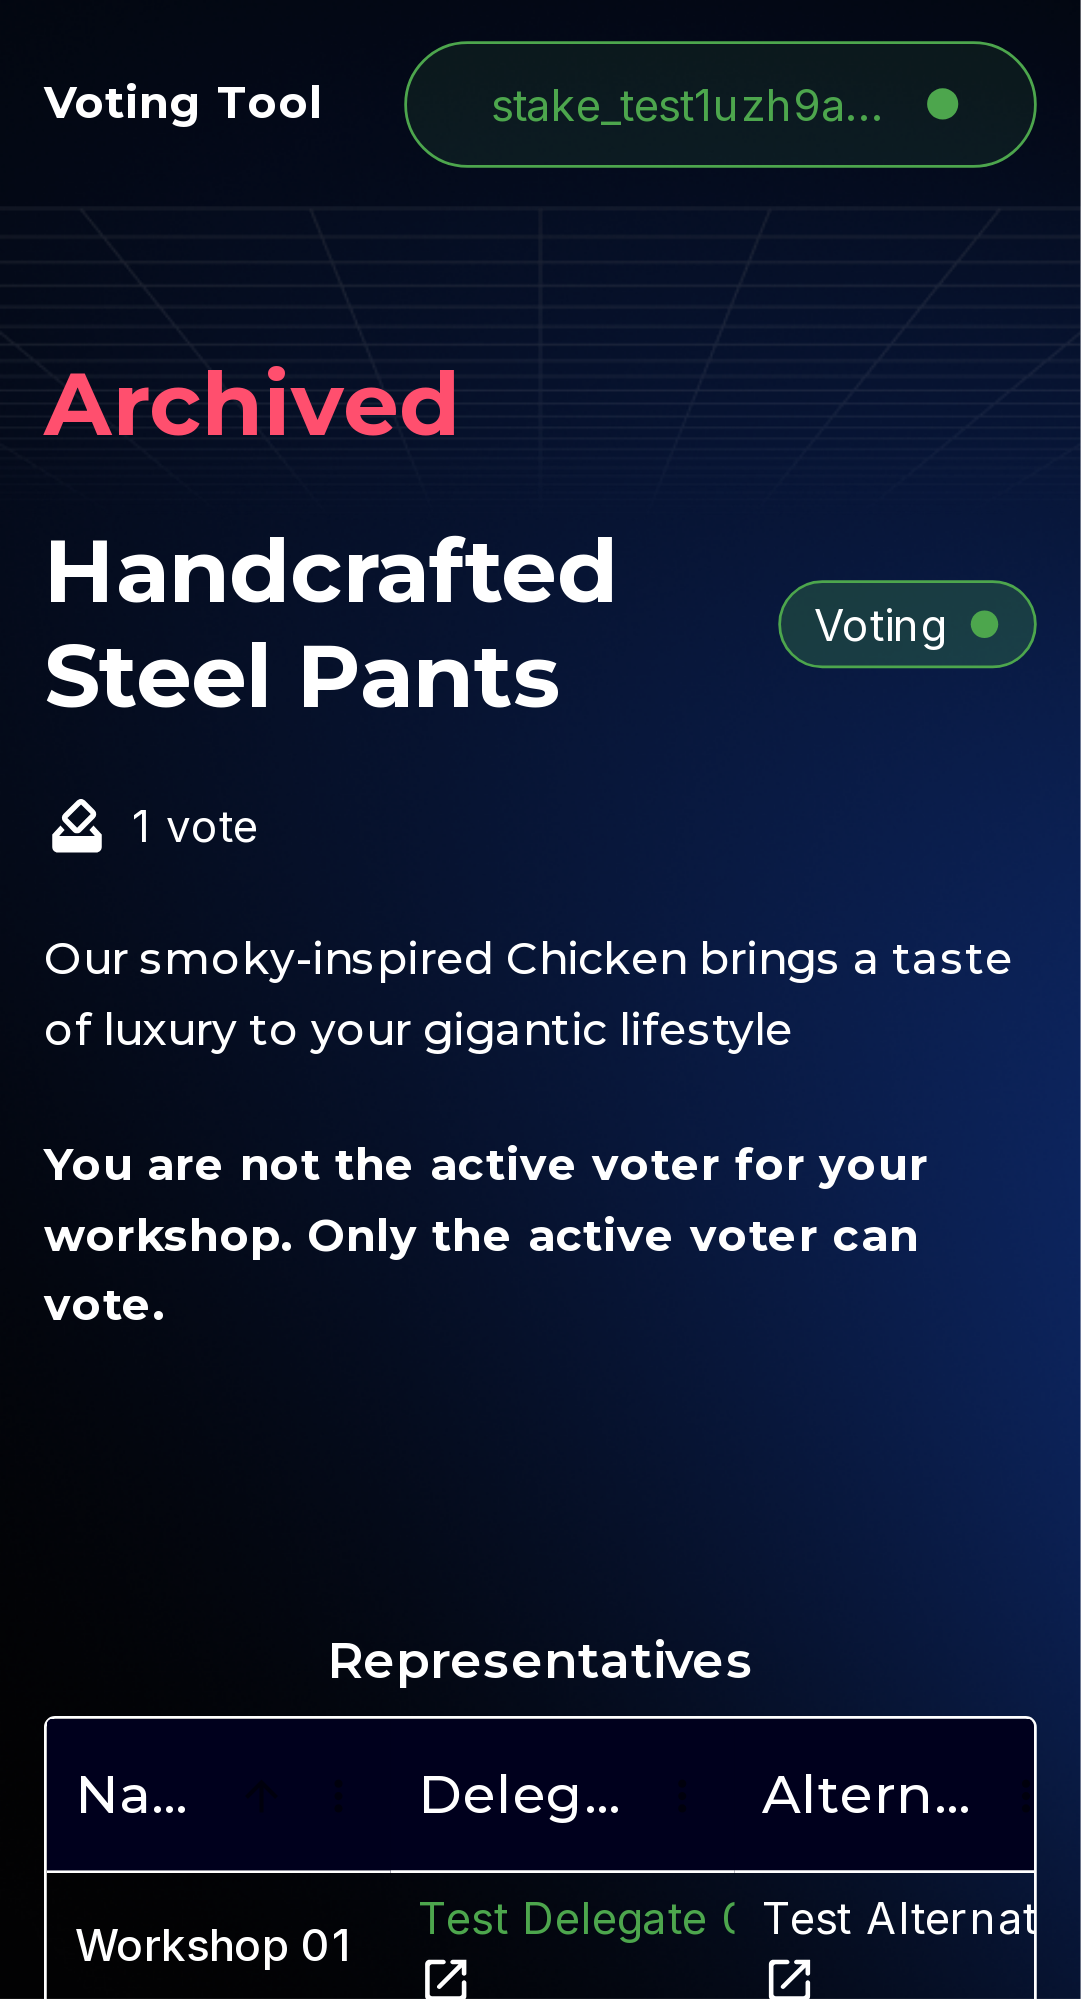 Voting Tool
stake_test1uzh9a...
Archived
Handcrafted
Steel Pants
Voting
1 vote
Our smoky-inspired Chicken brings a taste
of luxury to your gigantic lifestyle
You are not the active voter for your
workshop. Only the active voter can
vote.
Representatives
Na... Deleg... Altern...
Workshop 01 Test Delegate Test Alternat